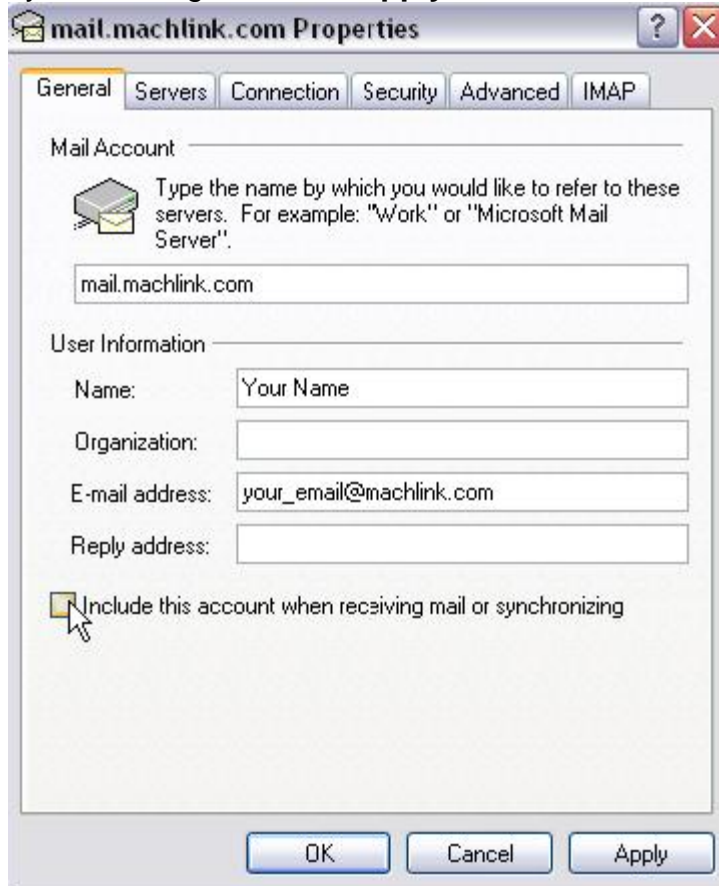 mail.machlink.com Properties
General Servers Connection Security Advanced IMAP
Mail Account
Type the name by which you would like to refer to these
servers. For example: "Work" or "Microsoft Mail
Server".
mail.machlink.com
User Information
Name: Your Name
Organization:
E-mail address: your_email@machlink.com
Reply address:
Include this account when receiving mail or synchronizing
OK Cancel Apply